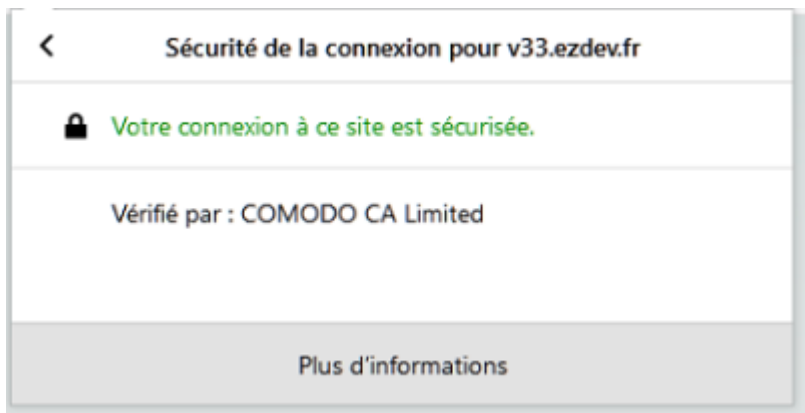 Sécurité de la connexion pour v33.ezdev.fr
Votre connexion à ce site est sécurisée.
Vérifié par : COMODO CA Limited
Plus d'informations